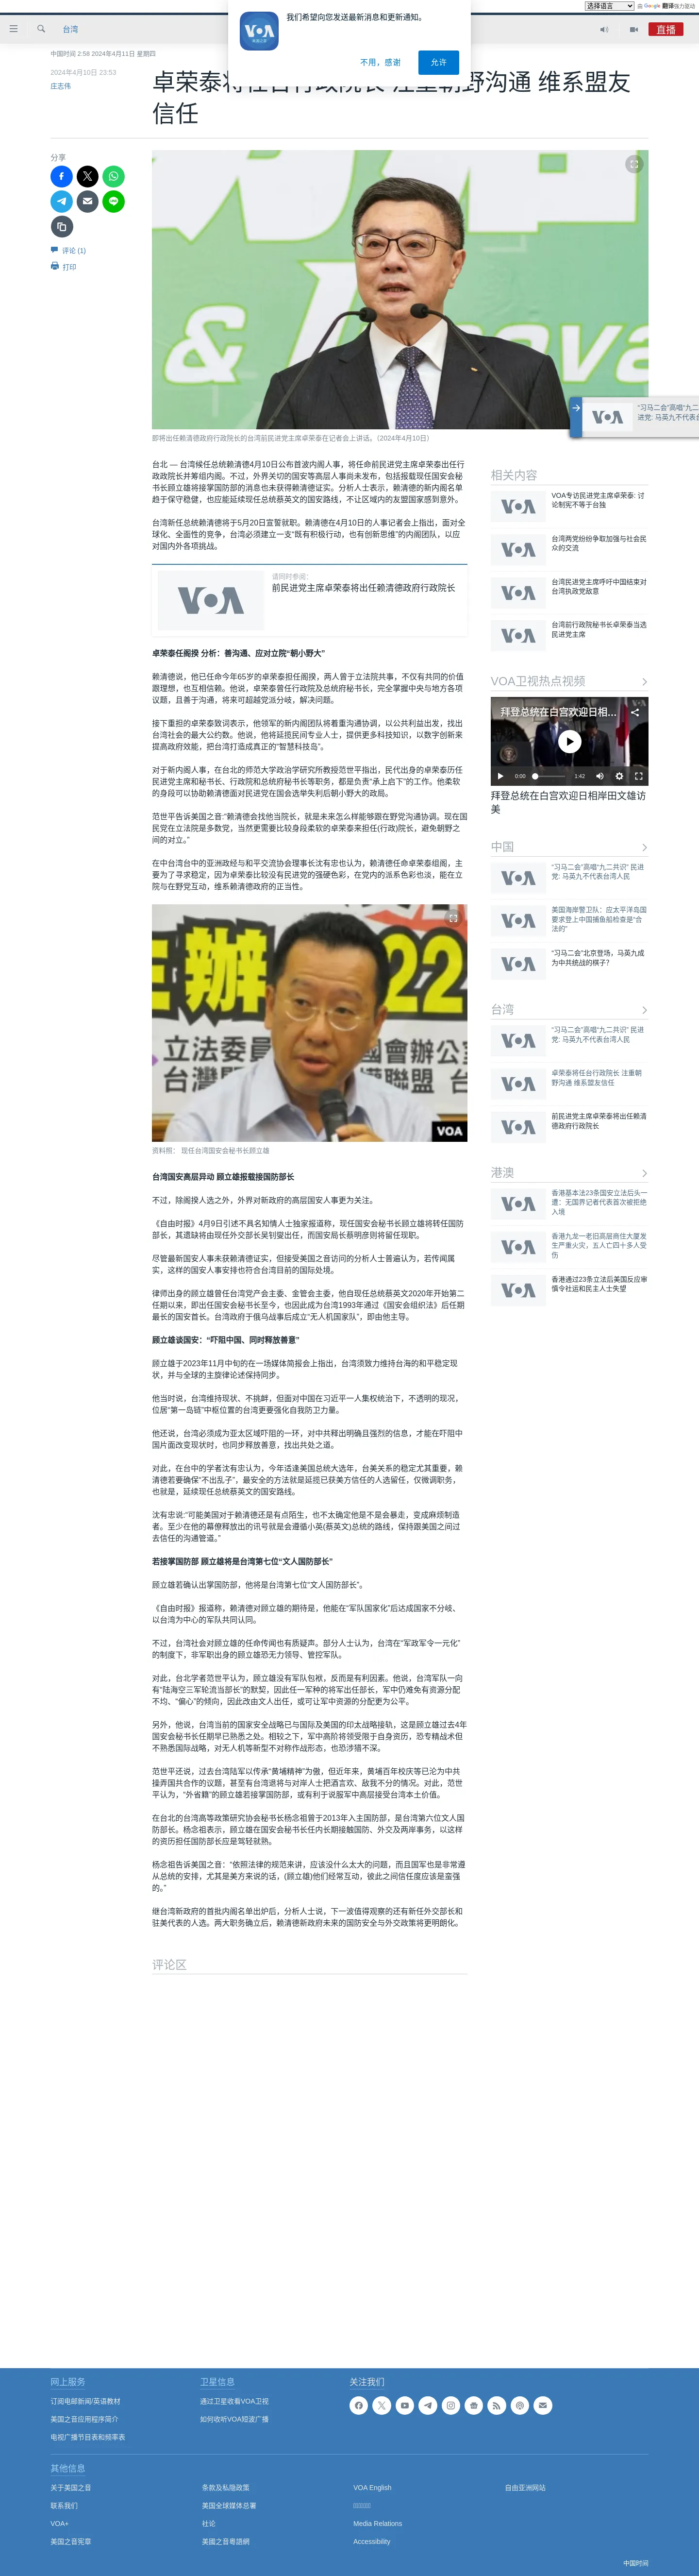 选择语言
由 Google 翻译强力驱动
我们希望向您发送最新消息和更新通知。
不用，感谢
允许
台湾
直播
中国时间 2:58 2024年4月11日 星期四
2024年4月10日 23:53
庄志伟
卓荣泰将任台行政院长 注重朝野沟通 维系盟友
信任
分享
评论 (1)
打印
即将出任赖清德政府行政院长的台湾前民进党主席卓荣泰在记者会上讲话。（2024年4月10日）
“习马二会”高唱“九二
进党: 马英九不代表台
台北 — 台湾候任总统赖清德4月10日公布首波内阁人事，将任命前民进党主席卓荣泰出任行
政政院长并筹组内阁。不过，外界关切的国安等高层人事尚未发布，包括报载现任国安会秘
书长顾立雄将接掌国防部的消息也未获得赖清德证实。分析人士表示，赖清德的新内阁名单
趋于保守稳健，也应能延续现任总统蔡英文的国安路线，不让区域内的友盟国家感到意外。
台湾新任总统赖清德将于5月20日宣誓就职。赖清德在4月10日的人事记者会上指出，面对全
球化、全面性的竞争，台湾必须建立一支“既有积极行动，也有创新思维”的内阁团队，以应
对国内外各项挑战。
请同时参阅：
前民进党主席卓荣泰将出任赖清德政府行政院长
卓荣泰任阁揆 分析：善沟通、应对立院“朝小野大”
赖清德说，他已任命今年65岁的卓荣泰担任阁揆，两人曾于立法院共事，不仅有共同的价值
跟理想，也互相信赖。他说，卓荣泰曾任行政院及总统府秘书长，完全掌握中央与地方各项
议题，且善于沟通，将来可超越党派分歧，解决问题。
接下重担的卓荣泰致词表示，他领军的新内阁团队将着重沟通协调，以公共利益出发，找出
台湾社会的最大公约数。他说，他将延揽民间专业人士，提供更多科技知识，以数字创新来
提高政府效能，把台湾打造成真正的“智慧科技岛”。
对于新内阁人事，在台北的师范大学政治学研究所教授范世平指出，民代出身的卓荣泰历任
民进党主席和秘书长、行政院和总统府秘书长等职务，都是负责“承上启下”的工作。他柔软
的身段可以协助赖清德面对民进党在国会选举失利后朝小野大的政局。
范世平告诉美国之音:“赖清德会找他当院长，就是未来怎么样能够跟在野党沟通协调。现在国
民党在立法院是多数党，当然更需要比较身段柔软的卓荣泰来担任(行政)院长，避免朝野之
间的对立。”
在中台湾台中的亚洲政经与和平交流协会理事长沈有忠也认为，赖清德任命卓荣泰组阁，主
要为了寻求稳定，因为卓荣泰比较没有民进党的强硬色彩，在党内的派系色彩也淡，能在立
院与在野党互动，维系赖清德政府的正当性。
VOA
资料照： 现任台湾国安会秘书长顾立雄
台湾国安高层异动 顾立雄报载接国防部长
不过，除阁揆人选之外，外界对新政府的高层国安人事更为关注。
《自由时报》4月9日引述不具名知情人士独家报道称，现任国安会秘书长顾立雄将转任国防
部长，其遗缺将由现任外交部长吴钊燮出任，而国安局长蔡明彦则将留任现职。
尽管最新国安人事未获赖清德证实，但接受美国之音访问的分析人士普遍认为，若传闻属
实，这样的国安人事安排也符合台湾目前的国际处境。
律师出身的顾立雄曾任台湾党产会主委、金管会主委，他自现任总统蔡英文2020年开始第二
任期以来，即出任国安会秘书长至今，也因此成为台湾1993年通过《国安会组织法》后任期
最长的国安首长。台湾政府于俄乌战事后成立“无人机国家队”，即由他主导。
顾立雄谈国安：“吓阻中国、同时释放善意”
顾立雄于2023年11月中旬的在一场媒体简报会上指出，台湾须致力维持台海的和平稳定现
状，并与全球的主旋律论述保持同步。
他当时说，台湾维持现状、不挑衅，但面对中国在习近平一人集权统治下，不透明的现况，
位居“第一岛链”中枢位置的台湾更要强化自我防卫力量。
他还说，台湾必须成为亚太区域吓阻的一环，对中共释出明确且强烈的信息，才能在吓阻中
国片面改变现状时，也同步释放善意，找出共处之道。
对此，在台中的学者沈有忠认为，今年适逢美国总统大选年，台美关系的稳定尤其重要，赖
清德若要确保“不出乱子”，最安全的方法就是延揽已获美方信任的人选留任，仅微调职务，
也就是，延续现任总统蔡英文的国安路线。
沈有忠说:“可能美国对于赖清德还是有点陌生，也不太确定他是不是会暴走，变成麻烦制造
者。至少在他的幕僚释放出的讯号就是会遵循小英(蔡英文)总统的路线，保持跟美国之间过
去信任的沟通管道。”
若接掌国防部 顾立雄将是台湾第七位“文人国防部长”
顾立雄若确认出掌国防部，他将是台湾第七位“文人国防部长”。
《自由时报》报道称，赖清德对顾立雄的期待是，他能在“军队国家化”后达成国家不分岐、
以台湾为中心的军队共同认同。
不过，台湾社会对顾立雄的任命传闻也有质疑声。部分人士认为，台湾在“军政军令一元化”
的制度下，非军职出身的顾立雄恐无力领导、管控军队。
对此，台北学者范世平认为，顾立雄没有军队包袱，反而是有利因素。他说，台湾军队一向
有“陆海空三军轮流当部长”的默契，因此任一军种的将军出任部长，军中仍难免有资源分配
不均、“偏心”的倾向，因此改由文人出任，或可让军中资源的分配更为公平。
另外，他说，台湾当前的国家安全战略已与国际及美国的印太战略接轨，这是顾立雄过去4年
国安会秘书长任期早已熟悉之处。相较之下，军中高阶将领受限于自身资历，恐专精战术但
不熟悉国际战略，对无人机等新型不对称作战形态，也恐涉猎不深。
范世平还说，过去台湾陆军以传承“黄埔精神”为傲，但近年来，黄埔百年校庆等已沦为中共
操弄国共合作的议题，甚至有台湾退将与对岸人士把酒言欢、敌我不分的情况。对此，范世
平认为，“外省籍”的顾立雄若接掌国防部，或有利于说服军中高层接受台湾本土价值。
在台北的台湾高等政策研究协会秘书长杨念祖曾于2013年入主国防部，是台湾第六位文人国
防部长。杨念祖表示，顾立雄在国安会秘书长任内长期接触国防、外交及两岸事务，以这样
的资历担任国防部长应是驾轻就熟。
杨念祖告诉美国之音：“依照法律的规范来讲，应该没什么太大的问题，而且国军也是非常遵
从总统的安排，尤其是美方来说的话，(顾立雄)他们经常互动，彼此之间信任度应该是蛮强
的。”
继台湾新政府的首批内阁名单出炉后，分析人士说，下一波值得观察的还有新任外交部长和
驻美代表的人选。两大职务确立后，赖清德新政府未来的国防安全与外交政策将更明朗化。
评论区
相关内容
VOA专访民进党主席卓荣泰: 讨
论制宪不等于台独
台湾两党纷纷争取加强与社会民
众的交流
台湾民进党主席呼吁中国结束对
台湾执政党敌意
台湾前行政院秘书长卓荣泰当选
民进党主席
VOA卫视热点视频
拜登总统在白宫欢迎日相…
0:00
1:42
拜登总统在白宫欢迎日相岸田文雄访
美
中国
“习马二会”高唱“九二共识” 民进
党: 马英九不代表台湾人民
美国海岸警卫队：应太平洋岛国
要求登上中国捕鱼船检查是“合
法的”
“习马二会”北京登场，马英九成
为中共统战的棋子？
台湾
“习马二会”高唱“九二共识” 民进
党: 马英九不代表台湾人民
卓荣泰将任台行政院长 注重朝
野沟通 维系盟友信任
前民进党主席卓荣泰将出任赖清
德政府行政院长
港澳
香港基本法23条国安立法后头一
遭：无国界记者代表首次被拒绝
入境
香港九龙一老旧高层商住大厦发
生严重火灾，五人亡四十多人受
伤
香港通过23条立法后美国反应审
慎令社运和民主人士失望
网上服务
订阅电邮新闻/英语教材
美国之音应用程序简介
电视广播节目表和频率表
卫星信息
通过卫星收看VOA卫视
如何收听VOA短波广播
关注我们
其他信息
关于美国之音
条款及私隐政策
VOA English
自由亚洲网站
联系我们
美国全球媒体总署
VOA+
社论
Media Relations
美国之音宪章
美國之音粵語網
Accessibility
中国时间